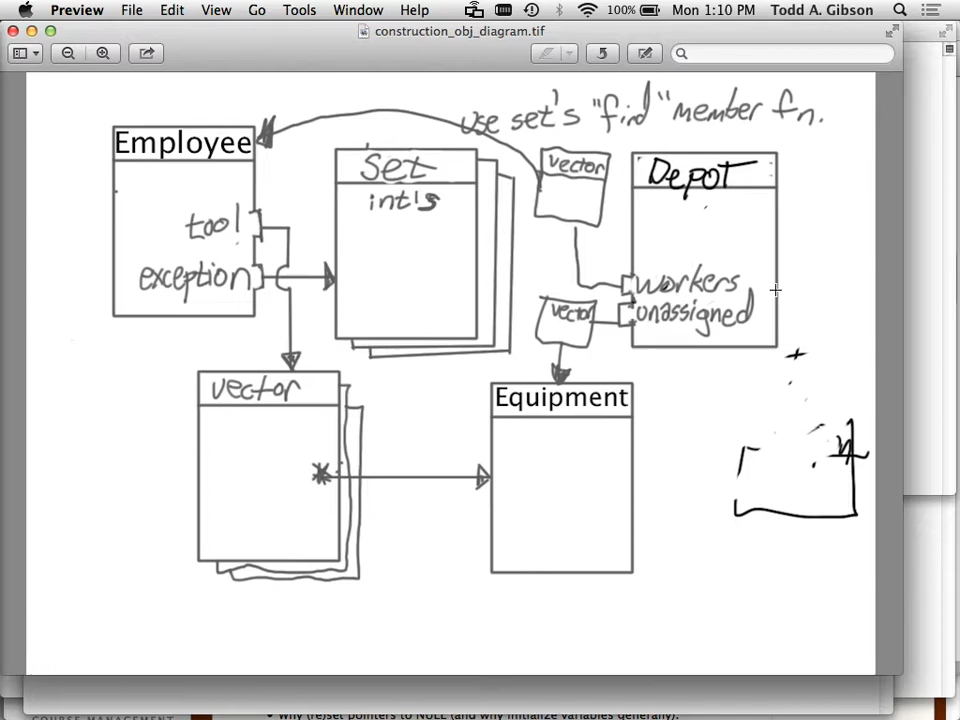 Preview File Edit View Go Tools Window Help 100% Mon 1:10 PM Todd A. Gibson
construction_obj_diagram.tif
use set's "find" member fn.
Employee
tool
exception
Set
int's
vector
Depot
workers
unassigned
vector
vector
Equipment
COURSE MANAGEMENT
• Why (re)set pointers to NULL (and why initialize variables generally).